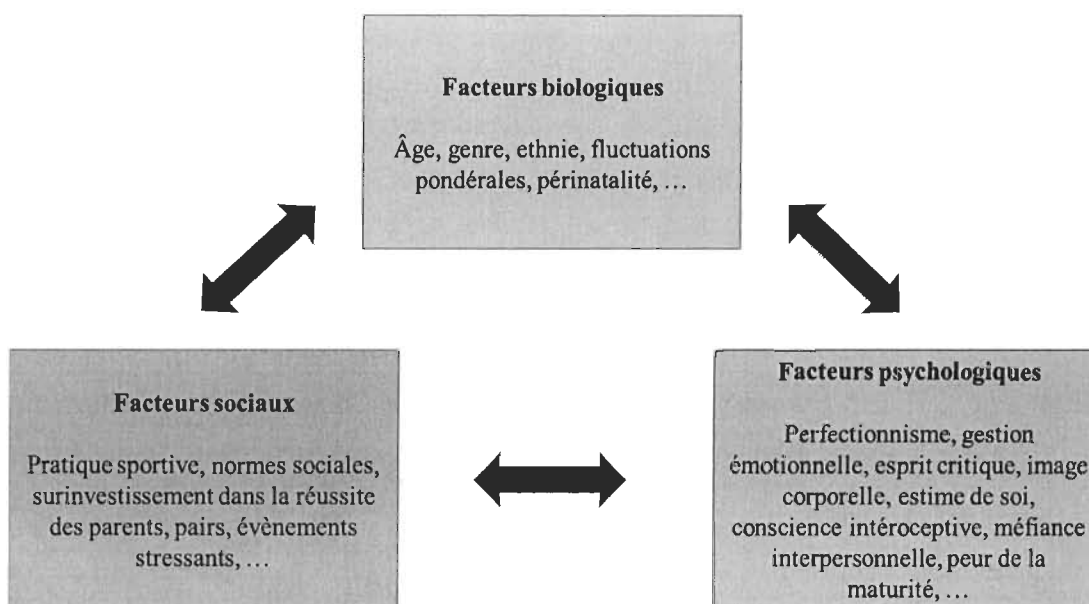 Facteurs biologiques
Âge, genre, ethnie, fluctuations
pondérales, périnatalité, …
Facteurs sociaux
Pratique sportive, normes sociales,
surinvestissement dans la réussite
des parents, pairs, évènements
stressants, …
Facteurs psychologiques
Perfectionnisme, gestion
émotionnelle, esprit critique, image
corporelle, estime de soi,
conscience intéroceptive, méfiance
interpersonnelle, peur de la
maturité, …